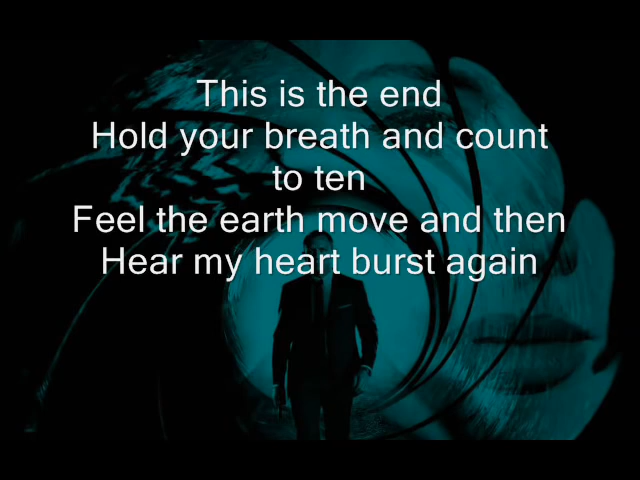 This is the end
Hold your breath and count
to ten
Feel the earth move and then
Hear my heart burst again